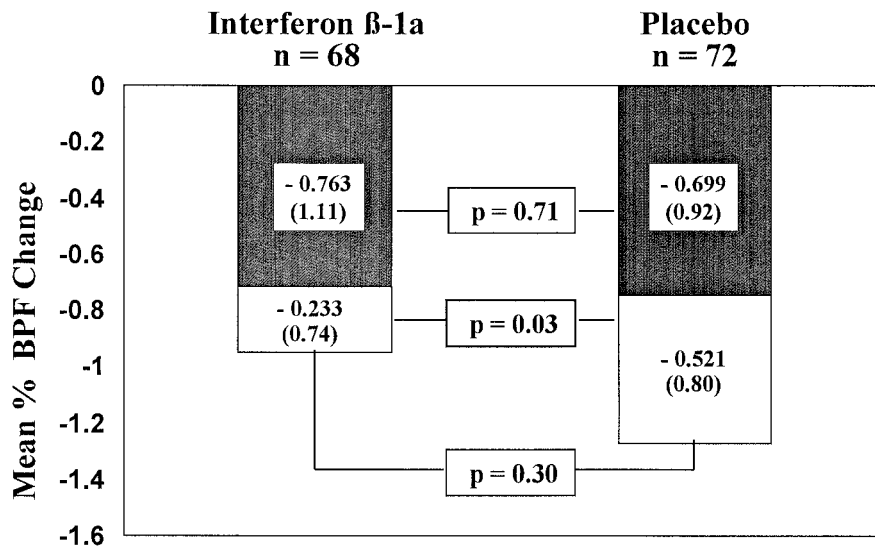 Interferon ß-1a
n = 68
Placebo
n = 72
Mean % BPF Change
0
-0.2
-0.4
-0.6
-0.8
-1
-1.2
-1.4
-1.6
- 0.763
(1.11)
p = 0.71
- 0.699
(0.92)
- 0.233
(0.74)
p = 0.03
- 0.521
(0.80)
p = 0.30